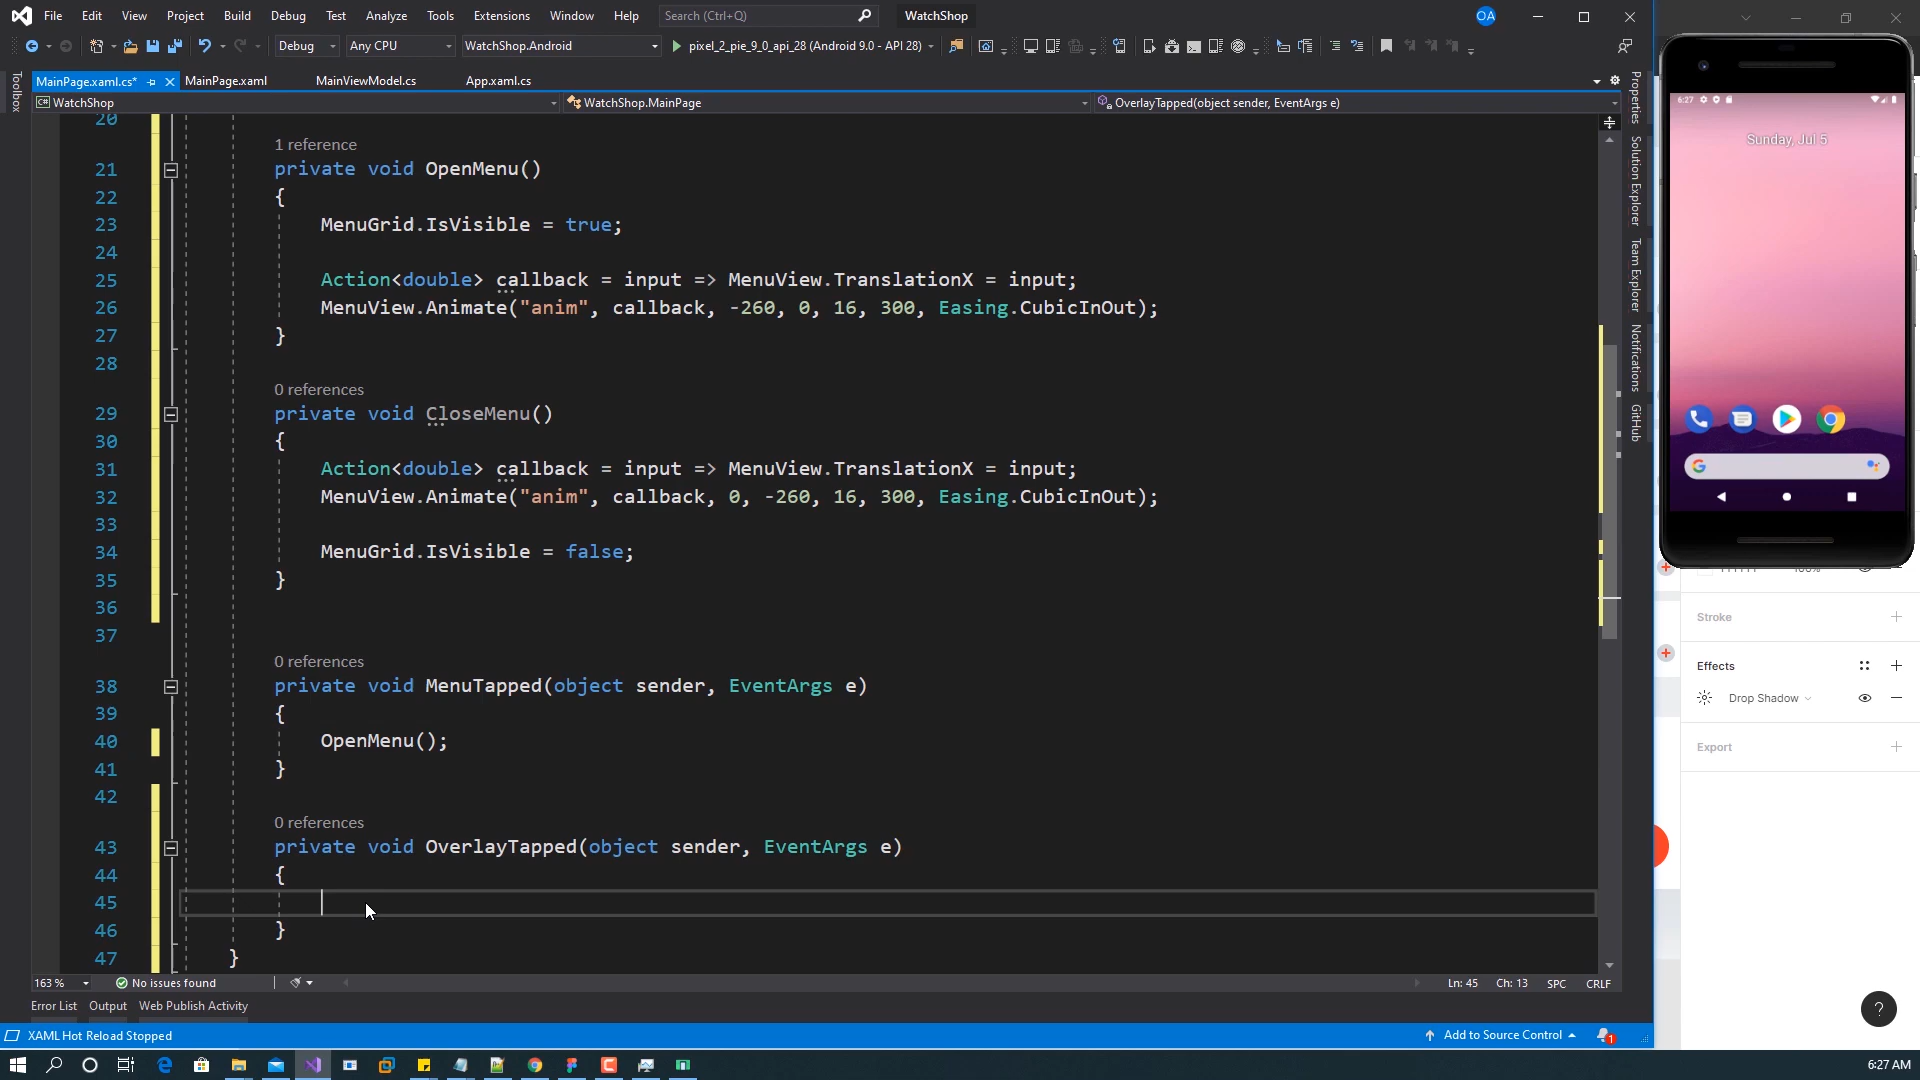 File Edit View Project Build Debug Test Analyze Tools Extensions Window Help Search (Ctrl+Q) WatchShop OA
Debug Any CPU WatchShop.Android pixel_2_pie_9_0_api_28 (Android 9.0 - API 28)
MainPage.xaml.cs* MainPage.xaml MainViewModel.cs App.xaml.cs
C# WatchShop WatchShop.MainPage OverlayTapped(object sender, EventArgs e)
20
1 reference
21 private void OpenMenu()
22 {
23 MenuGrid.IsVisible = true;
24
25 Action<double> callback = input => MenuView.TranslationX = input;
26 MenuView.Animate("anim", callback, -260, 0, 16, 300, Easing.CubicInOut);
27 }
28
0 references
29 private void CloseMenu()
30 {
31 Action<double> callback = input => MenuView.TranslationX = input;
32 MenuView.Animate("anim", callback, 0, -260, 16, 300, Easing.CubicInOut);
33
34 MenuGrid.IsVisible = false;
35 }
36
37
0 references
38 private void MenuTapped(object sender, EventArgs e)
39 {
40 OpenMenu();
41 }
42
0 references
43 private void OverlayTapped(object sender, EventArgs e)
44 {
45
46 }
47 }
163 % No issues found Ln: 45 Ch: 13 SPC CRLF
Error List Output Web Publish Activity
XAML Hot Reload Stopped Add to Source Control 1
Toolbox
Properties
Solution Explorer
Team Explorer
Notifications
GitHub
6:27
Sunday, Jul 5
G
Stroke
Effects
Drop Shadow
Export
?
6:27 AM